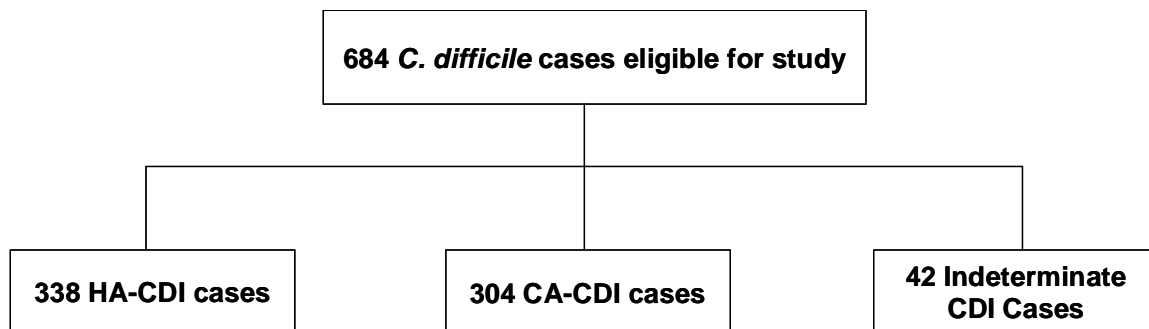 684 C. difficile cases eligible for study
338 HA-CDI cases
304 CA-CDI cases
42 Indeterminate
CDI Cases